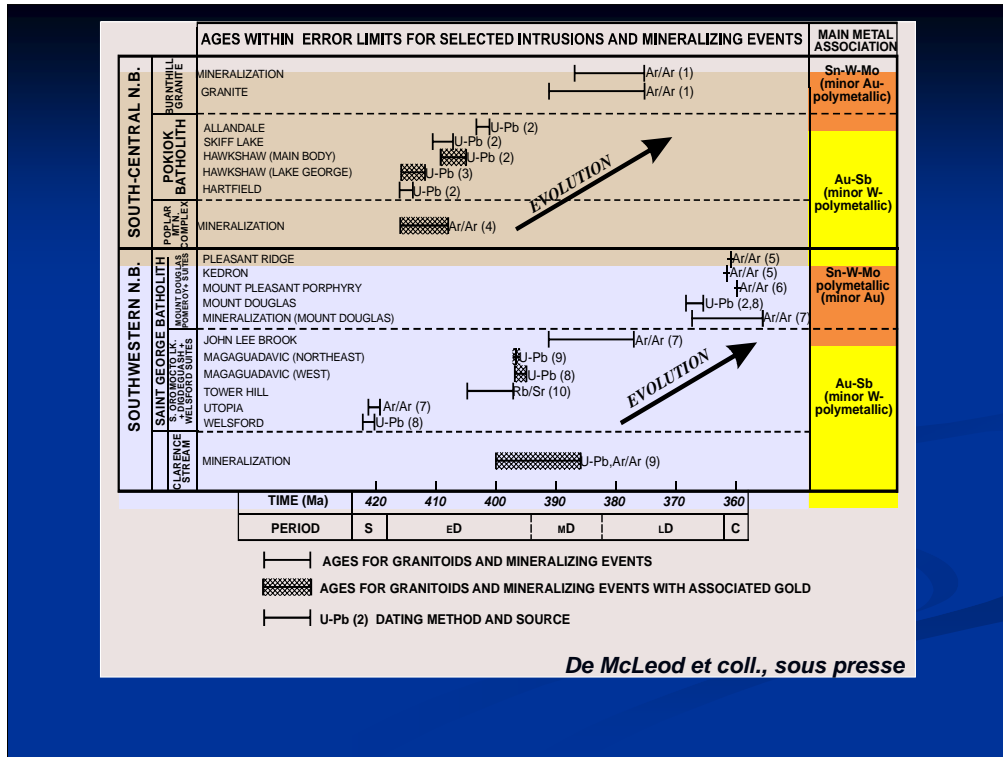 AGES WITHIN ERROR LIMITS FOR SELECTED INTRUSIONS AND MINERALIZING EVENTS
MAIN METAL
ASSOCIATION
SOUTH-CENTRAL N.B.
BURNTHILL
GRANITE
MINERALIZATION Ar/Ar (1)
GRANITE Ar/Ar (1)
Sn-W-Mo
(minor Au-
polymetallic)
POKIOK
BATHOLITH
ALLANDALE U-Pb (2)
SKIFF LAKE U-Pb (2)
HAWKSHAW (MAIN BODY) U-Pb (2)
HAWKSHAW (LAKE GEORGE) U-Pb (3)
HARTFIELD U-Pb (2)
EVOLUTION
Au-Sb
(minor W-
polymetallic)
POPLAR
MTN.
COMPLEX
MINERALIZATION Ar/Ar (4)
SOUTHWESTERN N.B.
SAINT GEORGE BATHOLITH
MOUNT DOUGLAS
POMEROY+ SUITES
PLEASANT RIDGE Ar/Ar (5)
KEDRON Ar/Ar (5)
MOUNT PLEASANT PORPHYRY Ar/Ar (6)
MOUNT DOUGLAS U-Pb (2,8)
MINERALIZATION (MOUNT DOUGLAS) Ar/Ar (7)
Sn-W-Mo
polymetallic
(minor Au)
S. OROMOCTO LK.
+ DIGDEGUASH +
WELSFORD SUITES
JOHN LEE BROOK Ar/Ar (7)
MAGAGUADAVIC (NORTHEAST) U-Pb (9)
MAGAGUADAVIC (WEST) U-Pb (8)
TOWER HILL Rb/Sr (10)
UTOPIA Ar/Ar (7)
WELSFORD U-Pb (8)
EVOLUTION
Au-Sb
(minor W-
polymetallic)
CLARENCE
STREAM
MINERALIZATION U-Pb,Ar/Ar (9)
TIME (Ma) 420 410 400 390 380 370 360
PERIOD S ED MD LD C
AGES FOR GRANITOIDS AND MINERALIZING EVENTS
AGES FOR GRANITOIDS AND MINERALIZING EVENTS WITH ASSOCIATED GOLD
U-Pb (2) DATING METHOD AND SOURCE
De McLeod et coll., sous presse